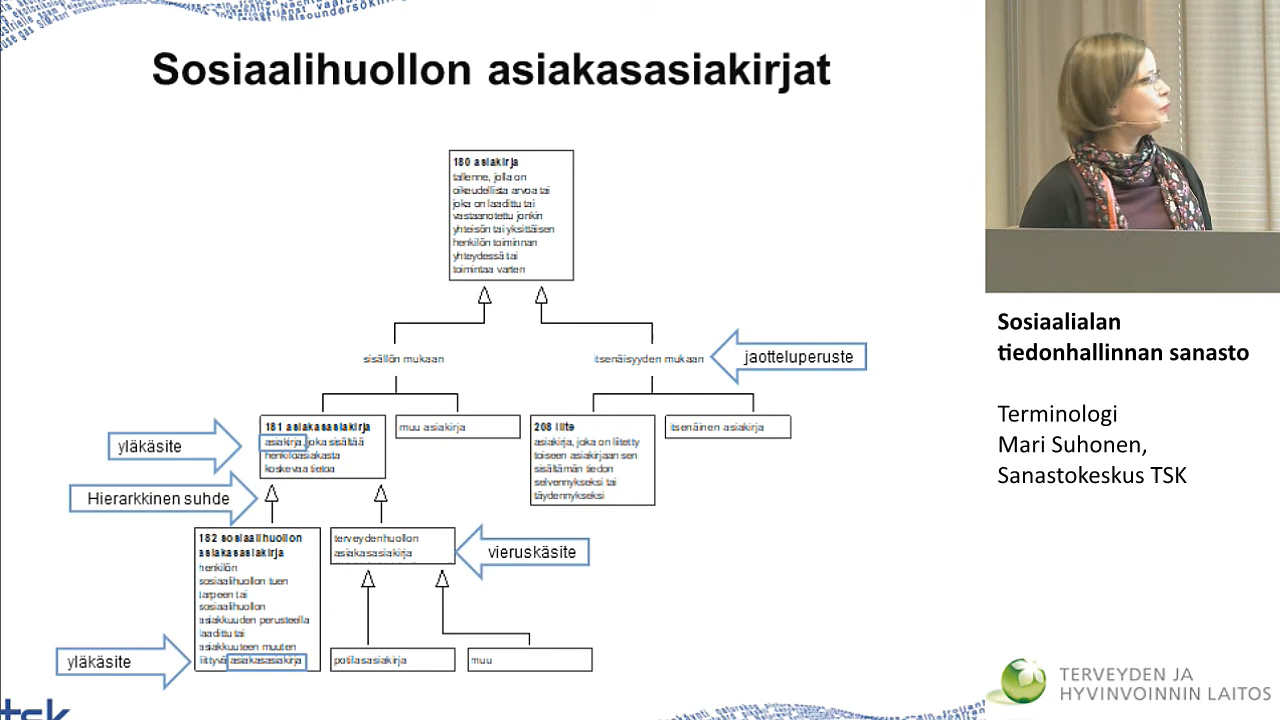 Sosiaalihuollon asiakasasiakirjat
180 asiakirja
tallenne, jolla on
oikeudellista arvoa tai
joka on laadittu tai
vastaanotettu jonkin
yhteisön tai yksittäisen
henkilön toiminnan
yhteydessä tai
toimintaa varten
sisällön mukaan
itsenäisyyden mukaan
jaotteluperuste
yläkäsite
181 asiakasasiakirja
asiakirja, joka sisältää
henkilöasiakasta
koskevaa tietoa
muu asiakirja
208 liite
asiakirja, joka on liitetty
toiseen asiakirjaan sen
sisältämän tiedon
selvennykseksi tai
täydennykseksi
itsenäinen asiakirja
Hierarkkinen suhde
182 sosiaalihuollon
asiakasasiakirja
henkilön
sosiaalihuollon tuen
tarpeen tai
sosiaalihuollon
asiakkuuden perusteella
laadittu tai
asiakkuuteen muuten
liittyvä asiakasasiakirja
terveydenhuollon
asiakasasiakirja
vieruskäsite
yläkäsite
potilasasiakirja
muu
tsk
Sosiaalialan
tiedonhallinnan sanasto
Terminologi
Mari Suhonen,
Sanastokeskus TSK
TERVEYDEN JA
HYVINVOINNIN LAITOS